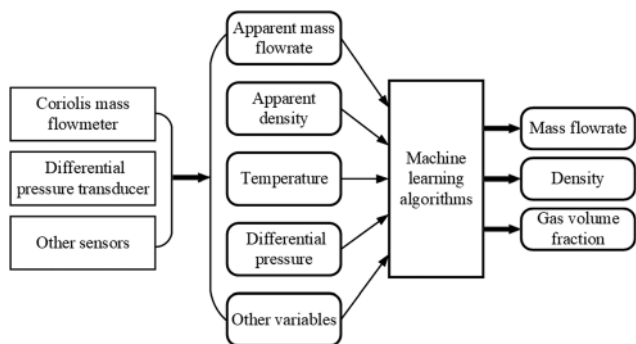 Coriolis mass
flowmeter
Differential
pressure transducer
Other sensors
Apparent mass
flowrate
Apparent
density
Temperature
Differential
pressure
Other variables
Machine
learning
algorithms
Mass flowrate
Density
Gas volume
fraction